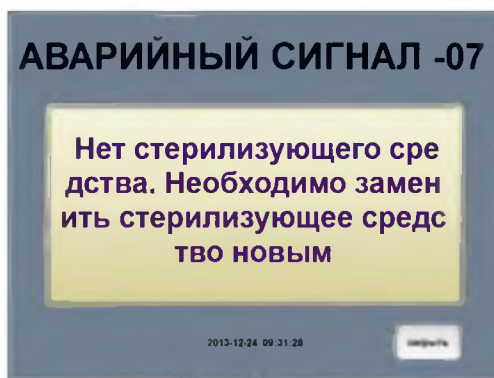 АВАРИЙНЫЙ СИГНАЛ -07
Нет стерилизующего сре
дства. Необходимо замен
ить стерилизующее средс
тво новым
2013-12-24 09:31:28
закрыть